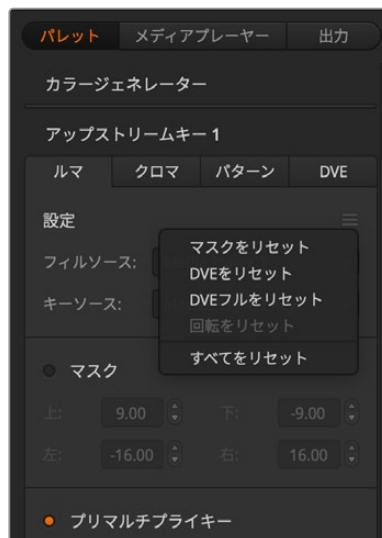 パレット メディアプレーヤー 出力
カラージェネレーター
アップストリームキー 1
ルマ クロマ パターン DVE
設定
マスクをリセット
フィルソース:
DVEをリセット
DVEフルをリセット
キーソース:
回転をリセット
すべてをリセット
マスク
上: 9.00 下: -9.00
左: -16.00 右: 16.00
プリマルチプライキー